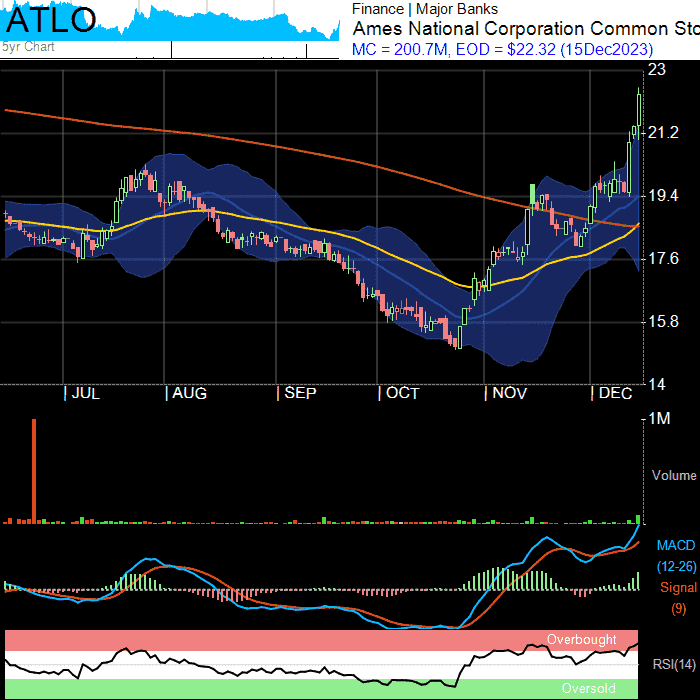 ATLO
5yr Chart
Finance | Major Banks
Ames National Corporation Common Sto
MC = 200.7M, EOD = $22.32 (15Dec2023)
23
21.2
19.4
17.6
15.8
14
| JUL | AUG | SEP | OCT | NOV | DEC
1M
Volume
MACD
(12-26)
Signal
(9)
Overbought
RSI(14)
Oversold